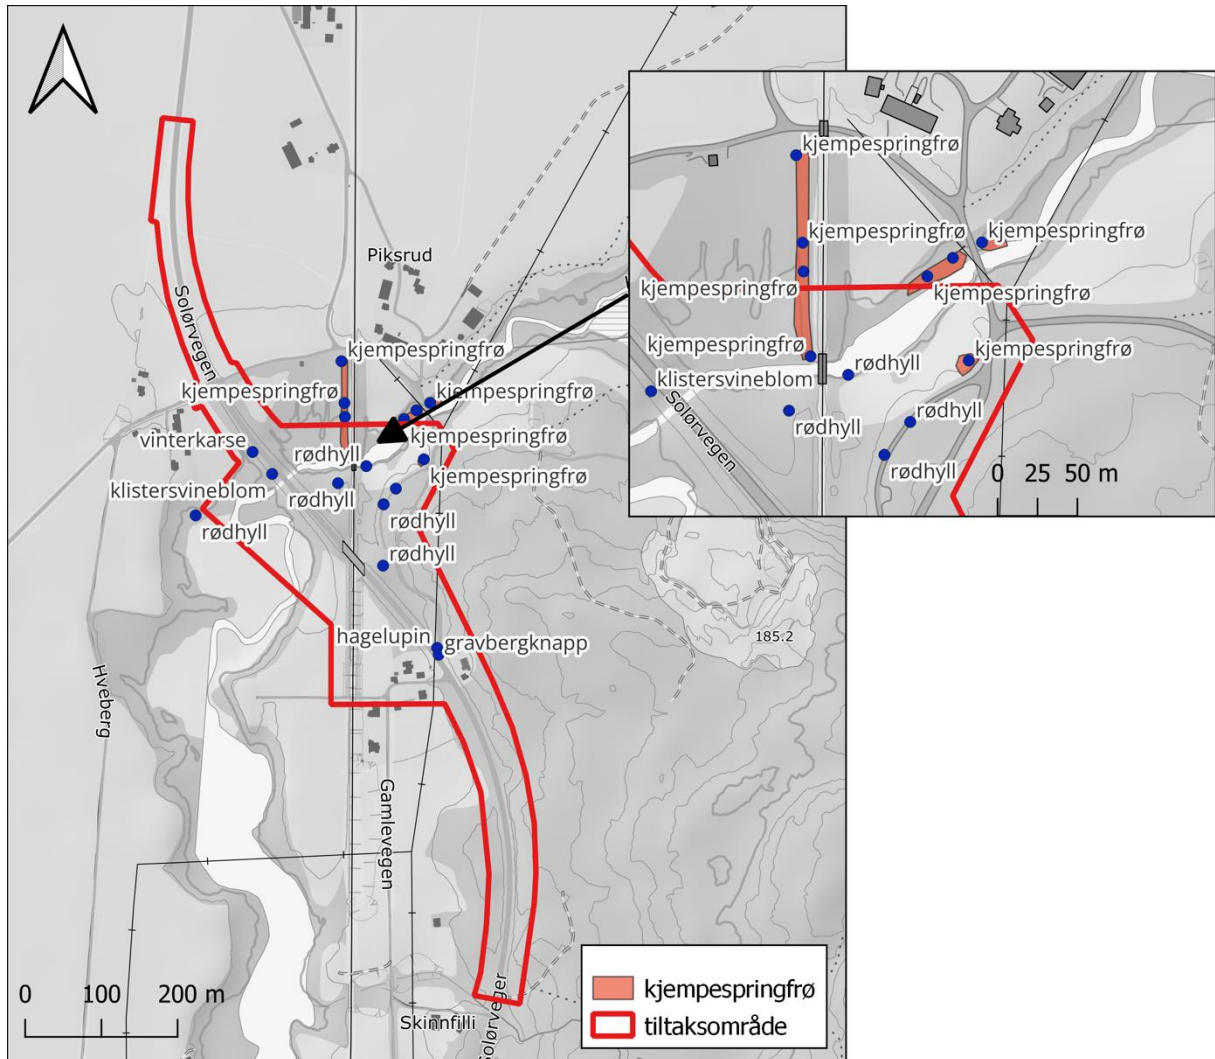 Piksrud
Solørvegen
kjempespringfrø
kjempespringfrø
kjempespringfrø
kjempespringfrø
vinterkarse
rødhyll
kjempespringfrø
klistersvineblom
rødhyll
rødhyll
rødhyll
rødhyll
185.2
hagelupin
gravbergknapp
Hveberg
Gamlevegen
Skinnfilli
Solørveger
0 100 200 m
kjempespringfrø
kjempespringfrø
kjempespringfrø
kjempespringfrø
kjempespringfrø
kjempespringfrø
kjempespringfrø
klistersvineblom
rødhyll
Solørvegen
rødhyll
rødhyll
rødhyll
0 25 50 m
kjempespringfrø
tiltaksområde